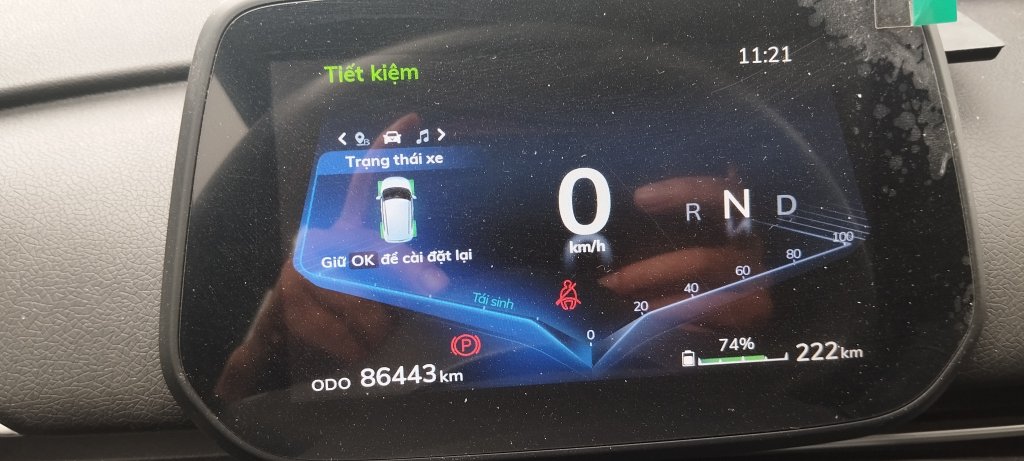 Tiết kiệm
11:21
B
Trạng thái xe
0
km/h
R N D
Giữ OK để cài đặt lại
Tái sinh
0 20 40 60 80 100
P
74%
222 km
ODO 86443 km